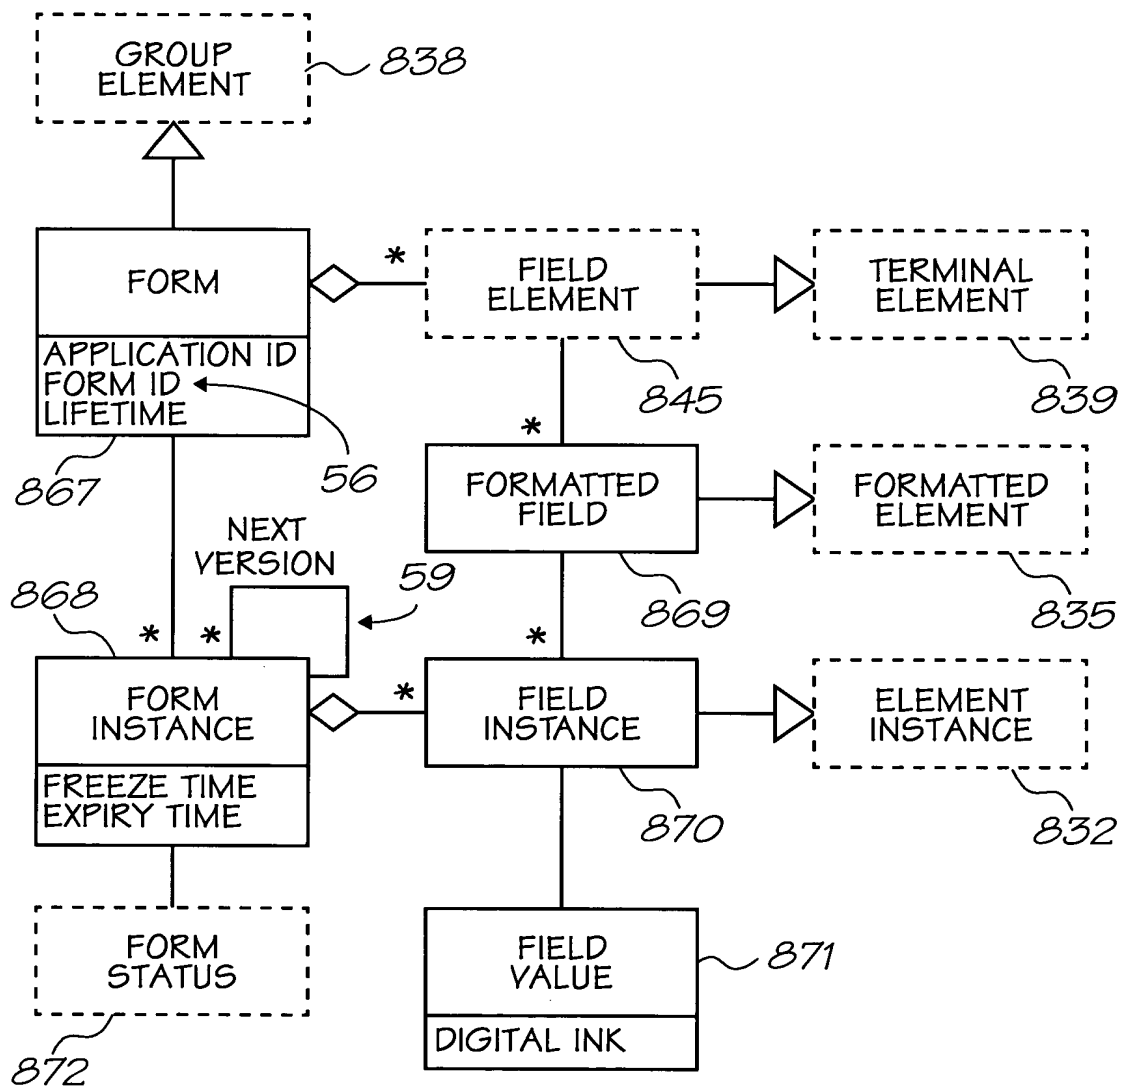 GROUP
ELEMENT
838
FORM
*
FIELD
ELEMENT
TERMINAL
ELEMENT
APPLICATION ID
FORM ID
LIFETIME
845
839
867
56
*
FORMATTED
FIELD
FORMATTED
ELEMENT
NEXT
VERSION
59
869
835
868
*
*
*
FORM
INSTANCE
*
FIELD
INSTANCE
ELEMENT
INSTANCE
FREEZE TIME
EXPIRY TIME
870
832
FORM
STATUS
FIELD
VALUE
871
DIGITAL INK
872